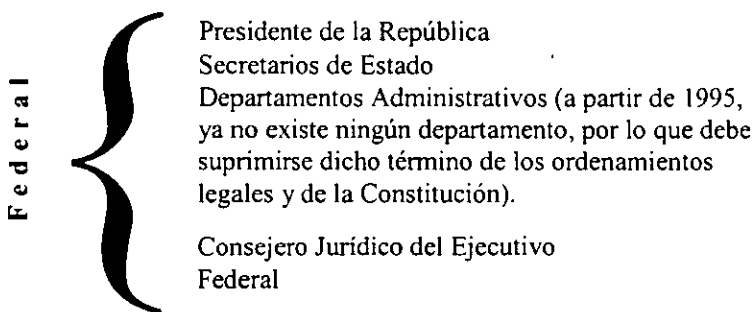 Federal
Presidente de la República
Secretarios de Estado
Departamentos Administrativos (a partir de 1995,
ya no existe ningún departamento, por lo que debe
suprimirse dicho término de los ordenamientos
legales y de la Constitución).
Consejero Jurídico del Ejecutivo
Federal